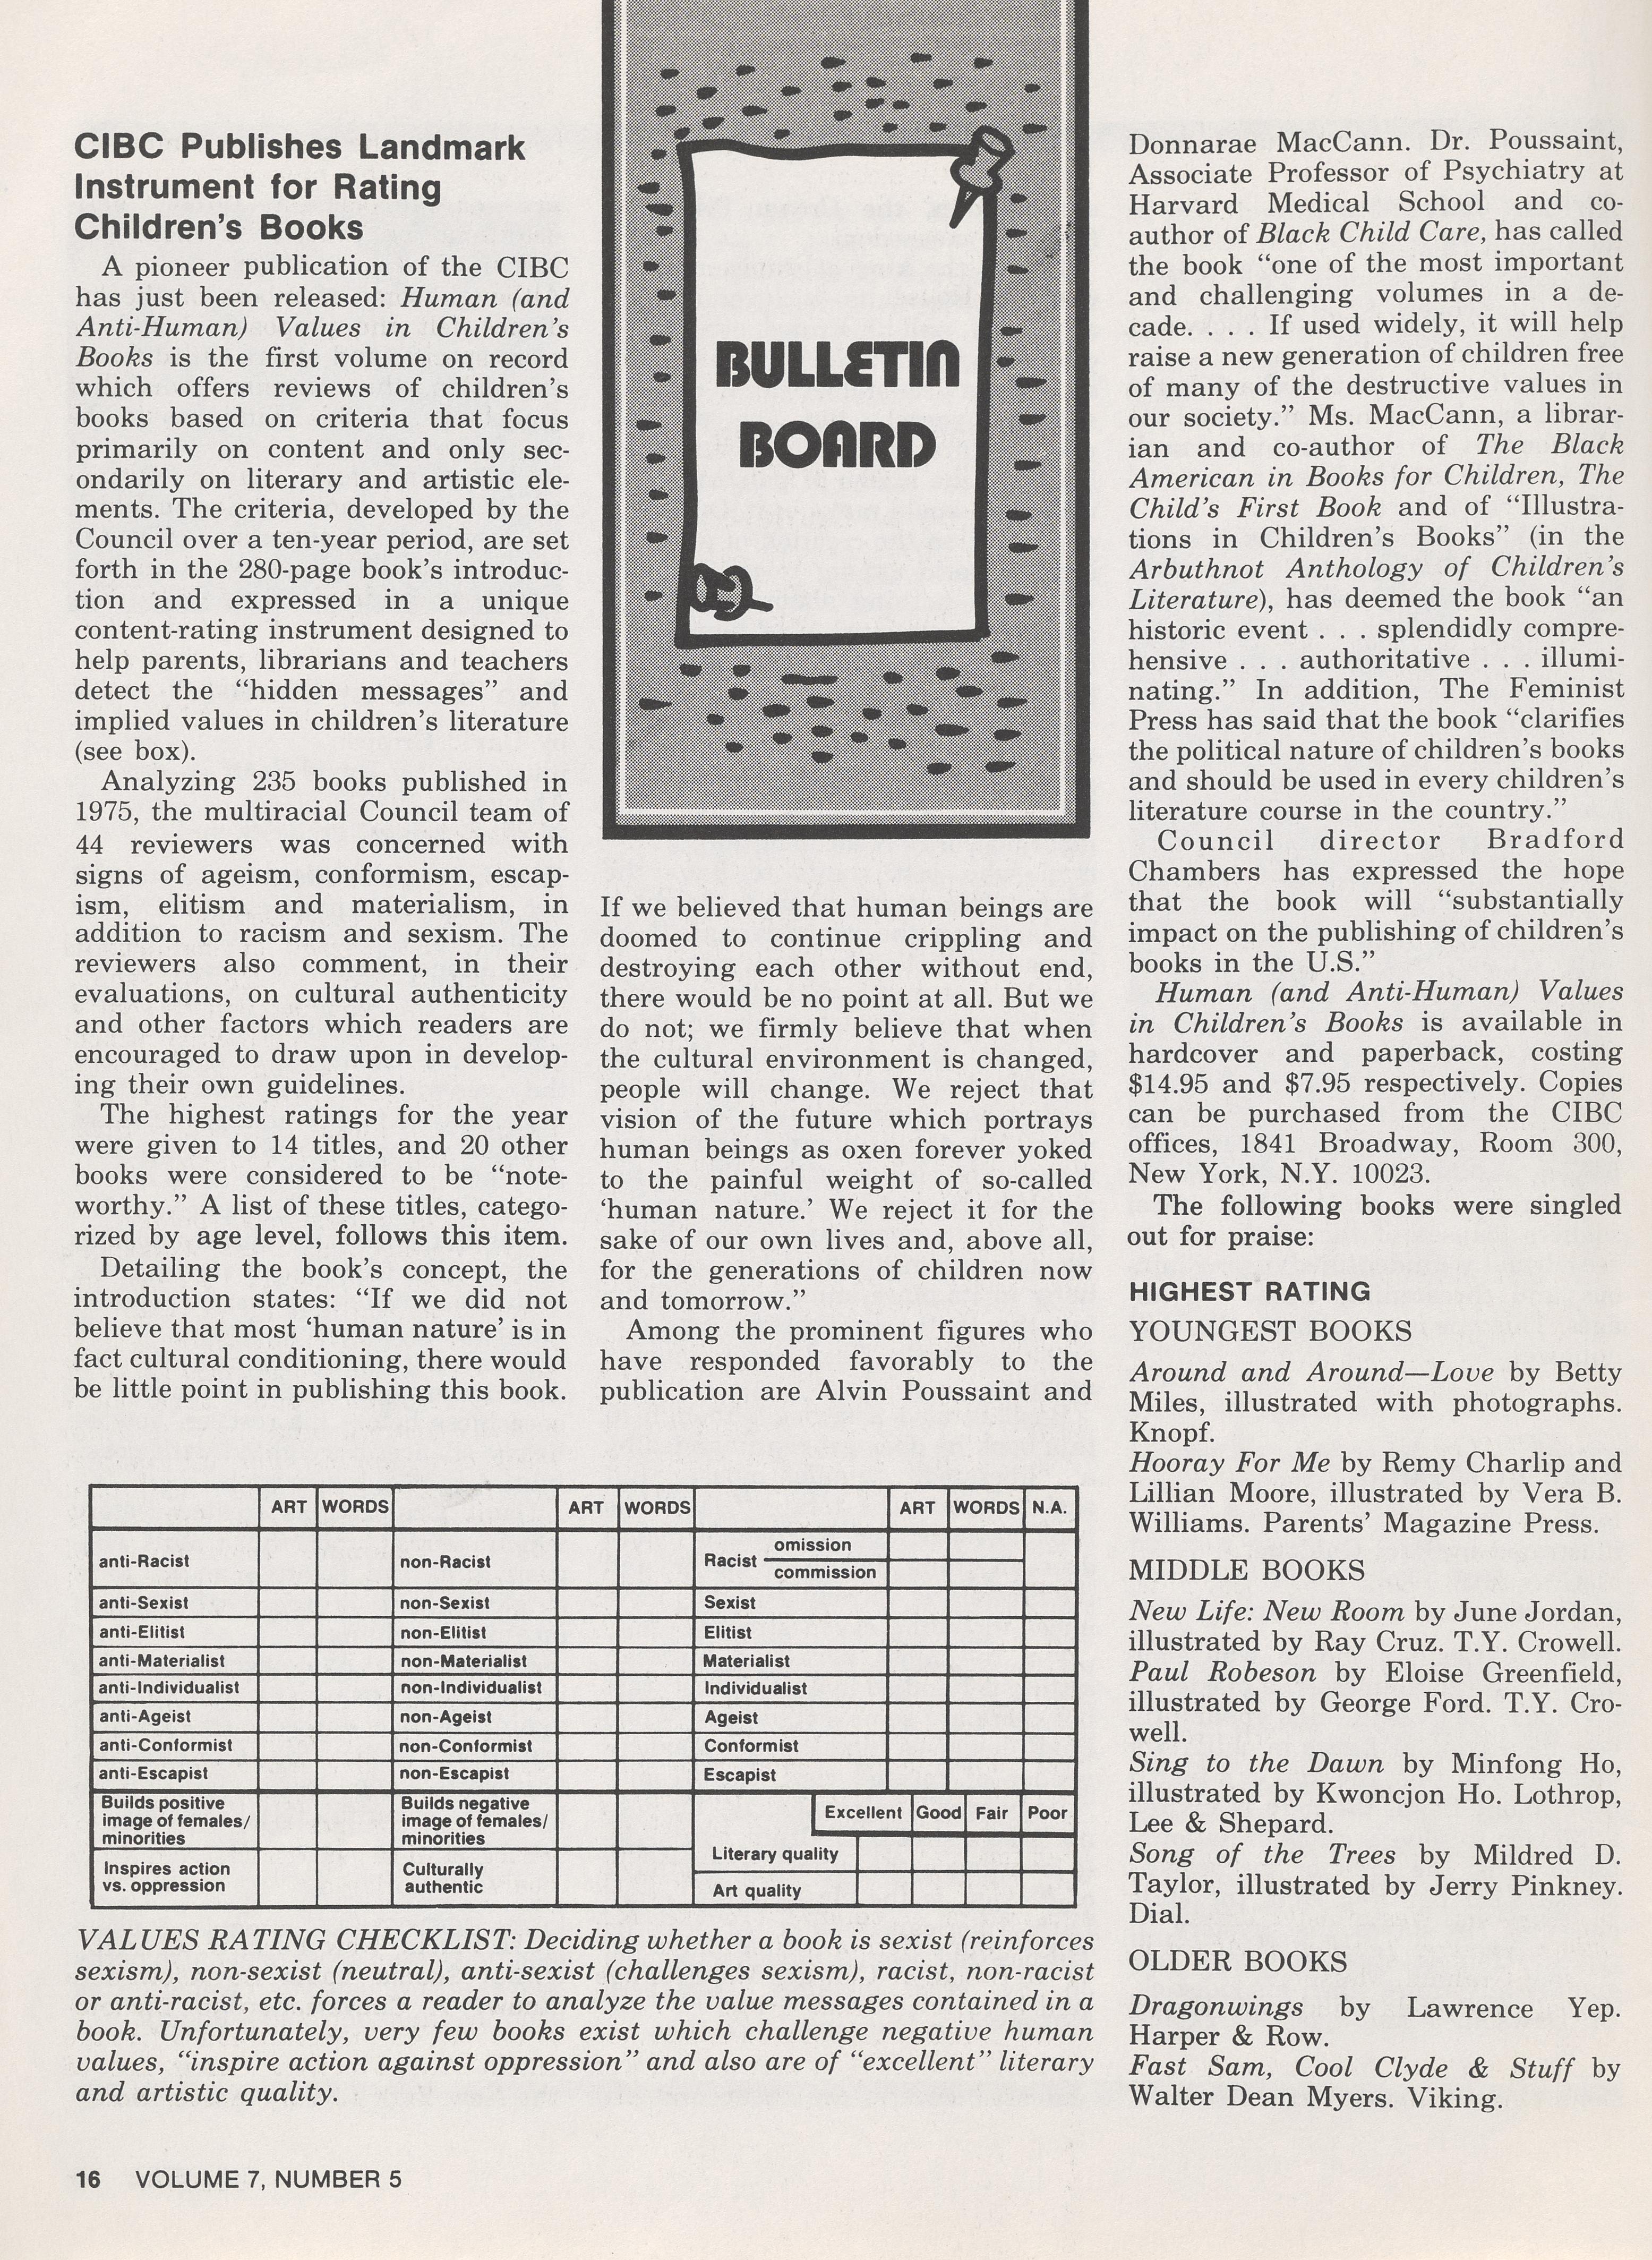 CIBC Publishes Landmark
Instrument for Rating
Children's Books
A pioneer publication of the CIBC
has just been released: Human (and
Anti-Human) Values in Children's
Books is the first volume on record
which offers reviews of children's
books based on criteria that focus
primarily on content and only sec-
ondarily on literary and artistic ele-
ments. The criteria, developed by the
Council over a ten-year period, are set
forth in the 280-page book's introduc-
tion and expressed in a unique
content-rating instrument designed to
help parents, librarians and teachers
detect the “hidden messages” and
implied values in children's literature
(see box).
Analyzing 235 books published in
1975, the multiracial Council team of
44 reviewers was concerned with
signs of ageism, conformism, escap-
ism, elitism and materialism, in
addition to racism and sexism. The
reviewers also comment, in their
evaluations, on cultural authenticity
and other factors which readers are
encouraged to draw upon in develop-
ing their own guidelines.
The highest ratings for the year
were given to 14 titles, and 20 other
books were considered to be “note-
worthy.” A list of these titles, catego-
rized by age level, follows this item.
Detailing the book's concept, the
introduction states: “If we did not
believe that most ‘human nature’ is in
fact cultural conditioning, there would
be little point in publishing this book.
BULLETIN
BOARD
If we believed that human beings are
doomed to continue crippling and
destroying each other without end,
there would be no point at all. But we
do not; we firmly believe that when
the cultural environment is changed,
people will change. We reject that
vision of the future which portrays
human beings as oxen forever yoked
to the painful weight of so-called
‘human nature.’ We reject it for the
sake of our own lives and, above all,
for the generations of children now
and tomorrow.”
Among the prominent figures who
have responded favorably to the
publication are Alvin Poussaint and
Donnarae MacCann. Dr. Poussaint,
Associate Professor of Psychiatry at
Harvard Medical School and co-
author of Black Child Care, has called
the book “one of the most important
and challenging volumes in a de-
cade. . . . If used widely, it will help
raise a new generation of children free
of many of the destructive values in
our society.” Ms. MacCann, a librar-
ian and co-author of The Black
American in Books for Children, The
Child's First Book and of “Illustra-
tions in Children's Books” (in the
Arbuthnot Anthology of Children's
Literature), has deemed the book “an
historic event . . . splendidly compre-
hensive . . . authoritative . . . illumi-
nating.” In addition, The Feminist
Press has said that the book “clarifies
the political nature of children's books
and should be used in every children's
literature course in the country.”
Council director Bradford
Chambers has expressed the hope
that the book will “substantially
impact on the publishing of children's
books in the U.S.”
Human (and Anti-Human) Values
in Children's Books is available in
hardcover and paperback, costing
$14.95 and $7.95 respectively. Copies
can be purchased from the CIBC
offices, 1841 Broadway, Room 300,
New York, N.Y. 10023.
The following books were singled
out for praise:
HIGHEST RATING
YOUNGEST BOOKS
Around and Around—Love by Betty
Miles, illustrated with photographs.
Knopf.
Hooray For Me by Remy Charlip and
Lillian Moore, illustrated by Vera B.
Williams. Parents' Magazine Press.
MIDDLE BOOKS
New Life: New Room by June Jordan,
illustrated by Ray Cruz. T.Y. Crowell.
Paul Robeson by Eloise Greenfield,
illustrated by George Ford. T.Y. Cro-
well.
Sing to the Dawn by Minfong Ho,
illustrated by Kwoncjon Ho. Lothrop,
Lee & Shepard.
Song of the Trees by Mildred D.
Taylor, illustrated by Jerry Pinkney.
Dial.
OLDER BOOKS
Dragonwings by Lawrence Yep.
Harper & Row.
Fast Sam, Cool Clyde & Stuff by
Walter Dean Myers. Viking.
ART WORDS ART WORDS ART WORDS N.A.
anti-Racist non-Racist Racist omission
commission
anti-Sexist non-Sexist Sexist
anti-Elitist non-Elitist Elitist
anti-Materialist non-Materialist Materialist
anti-Individualist non-Individualist Individualist
anti-Ageist non-Ageist Ageist
anti-Conformist non-Conformist Conformist
anti-Escapist non-Escapist Escapist
Builds positive
image of females/
minorities
Builds negative
image of females/
minorities
Excellent Good Fair Poor
Literary quality
Inspires action
vs. oppression
Culturally
authentic
Art quality
VALUES RATING CHECKLIST: Deciding whether a book is sexist (reinforces
sexism), non-sexist (neutral), anti-sexist (challenges sexism), racist, non-racist
or anti-racist, etc. forces a reader to analyze the value messages contained in a
book. Unfortunately, very few books exist which challenge negative human
values, “inspire action against oppression” and also are of “excellent” literary
and artistic quality.
16 VOLUME 7, NUMBER 5